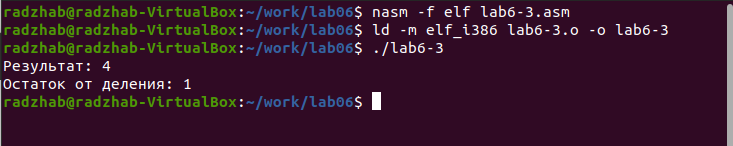 radzhab@radzhab-VirtualBox:~/work/lab06$ nasm -f elf lab6-3.asm
radzhab@radzhab-VirtualBox:~/work/lab06$ ld -m elf_i386 lab6-3.o -o lab6-3
radzhab@radzhab-VirtualBox:~/work/lab06$ ./lab6-3
Результат: 4
Остаток от деления: 1
radzhab@radzhab-VirtualBox:~/work/lab06$